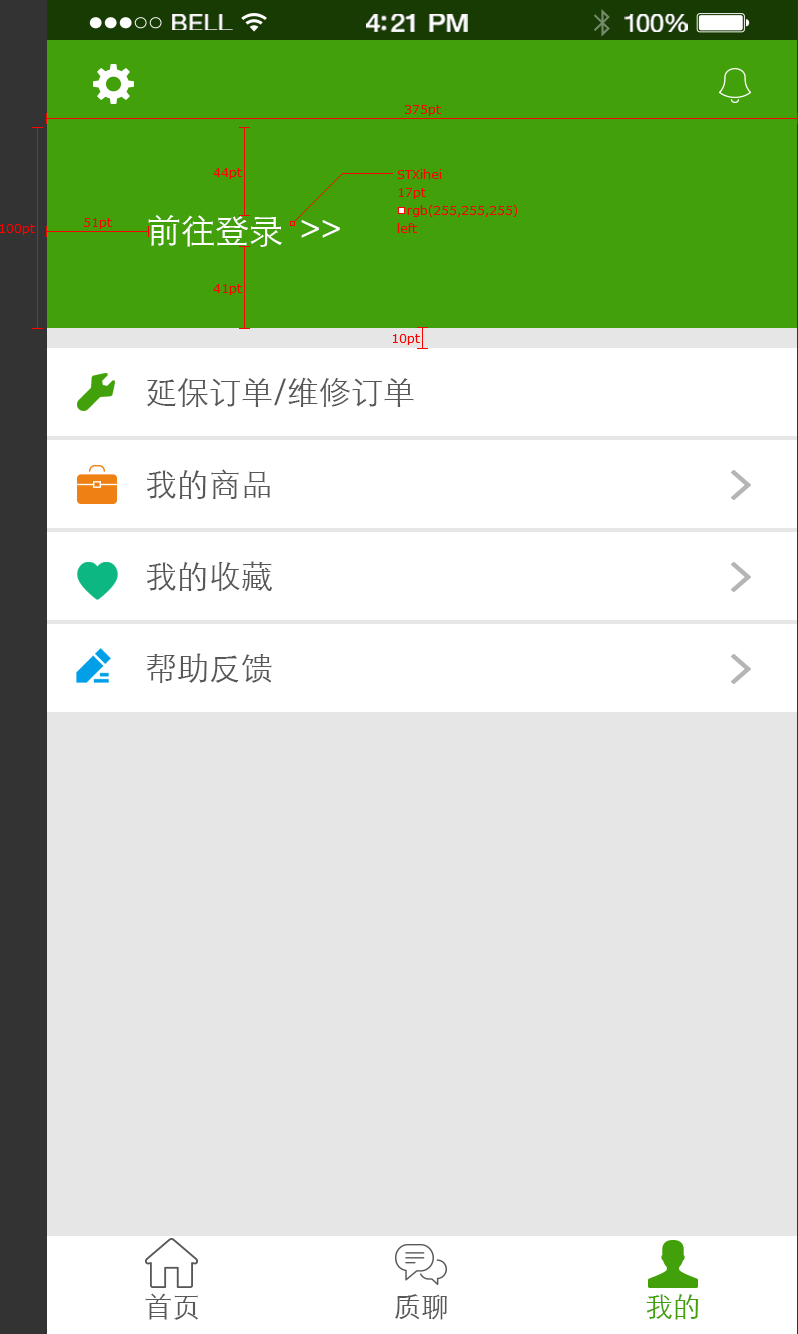 BELL 4:21 PM 100%
375pt
44pt
STXihei
17pt
rgb(255,255,255)
left
100pt
51pt
前往登录 >>
41pt
10pt
延保订单/维修订单
我的商品
我的收藏
帮助反馈
首页
质聊
我的